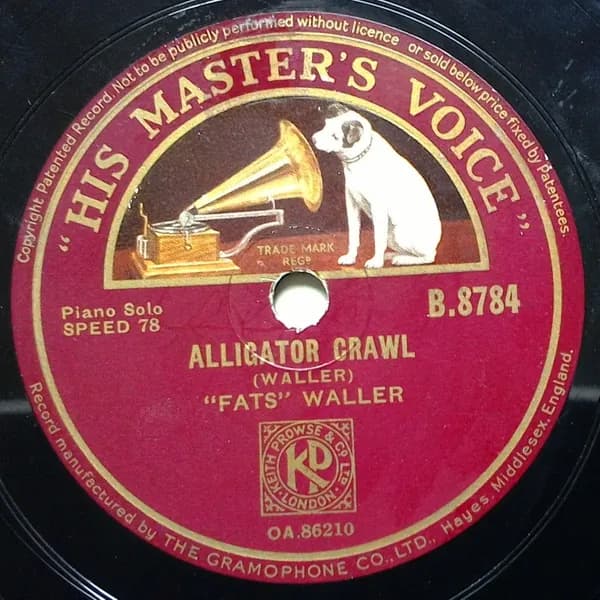 Copyright Patented Record. Not to be publicly performed without licence or sold below price fixed by Patentees.
"HIS MASTER'S VOICE"
TRADE MARK
REGD
Piano Solo
SPEED 78
B.8784
ALLIGATOR CRAWL
(WALLER)
"FATS" WALLER
KEITH PROWSE & CO. LTD.
LONDON
KP
OA.86210
Record manufactured by THE GRAMOPHONE CO., LTD., Hayes, Middlesex, England.